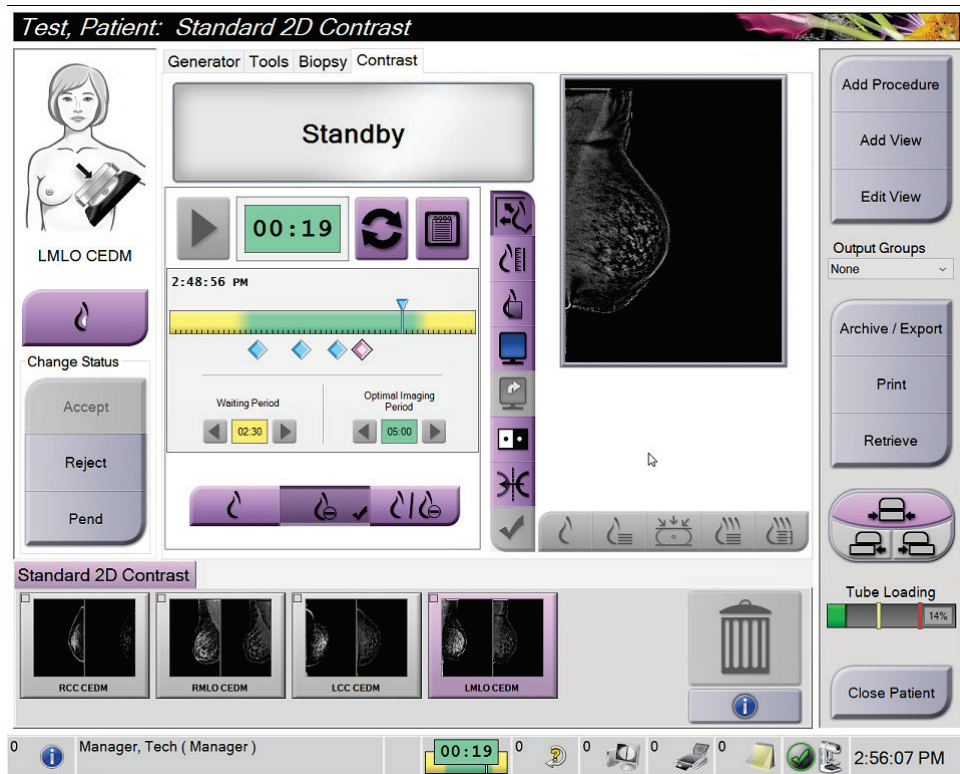 Test, Patient: Standard 2D Contrast
Generator Tools Biopsy Contrast
Standby
00:19
2:48:56 PM
Waiting Period
Optimal Imaging
Period
02:30
05:00
LMLO CEDM
Change Status
Accept
Reject
Pend
Add Procedure
Add View
Edit View
Output Groups
None
Archive / Export
Print
Retrieve
Tube Loading
14%
Close Patient
Standard 2D Contrast
RCC CEDM
RMLO CEDM
LCC CEDM
LMLO CEDM
0
Manager, Tech ( Manager )
00:19
0
0
0
0
2:56:07 PM